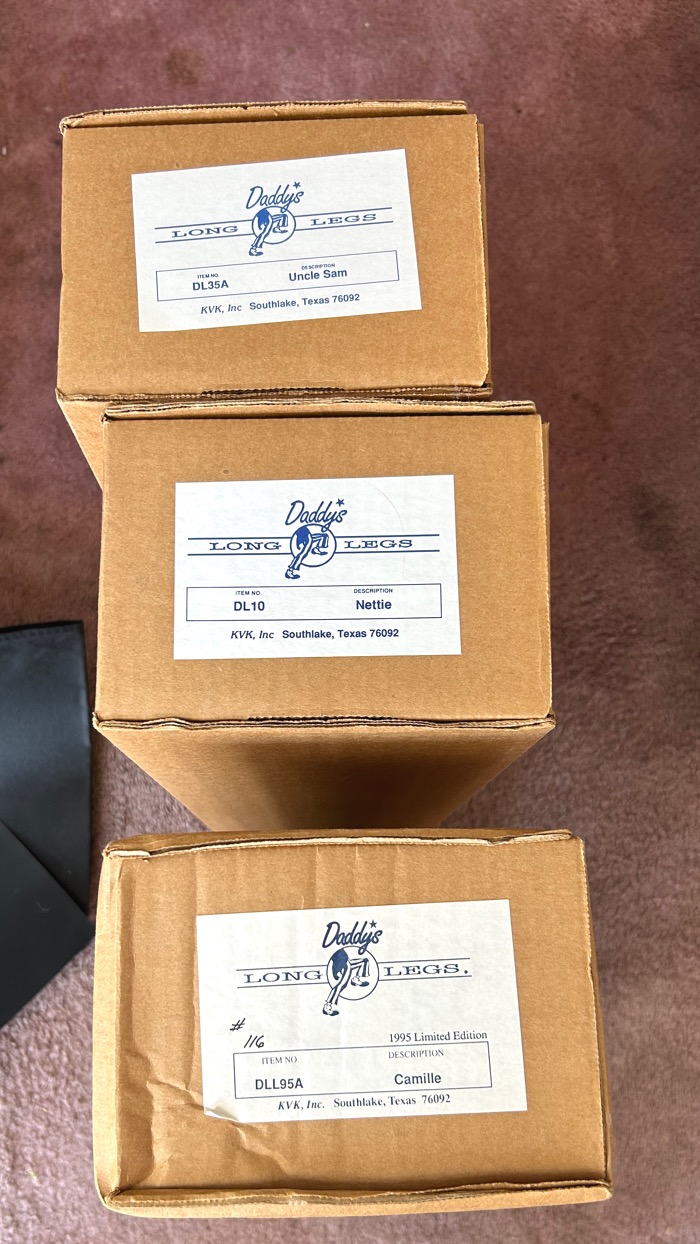 Daddy's
LONG LEGS
ITEM NO. DESCRIPTION
DL35A Uncle Sam
KVK, Inc Southlake, Texas 76092
Daddy's
LONG LEGS
ITEM NO. DESCRIPTION
DL10 Nettie
KVK, Inc Southlake, Texas 76092
Daddy's
LONG LEGS.
# 116
1995 Limited Edition
ITEM NO. DESCRIPTION
DLL95A Camille
KVK, Inc. Southlake, Texas 76092